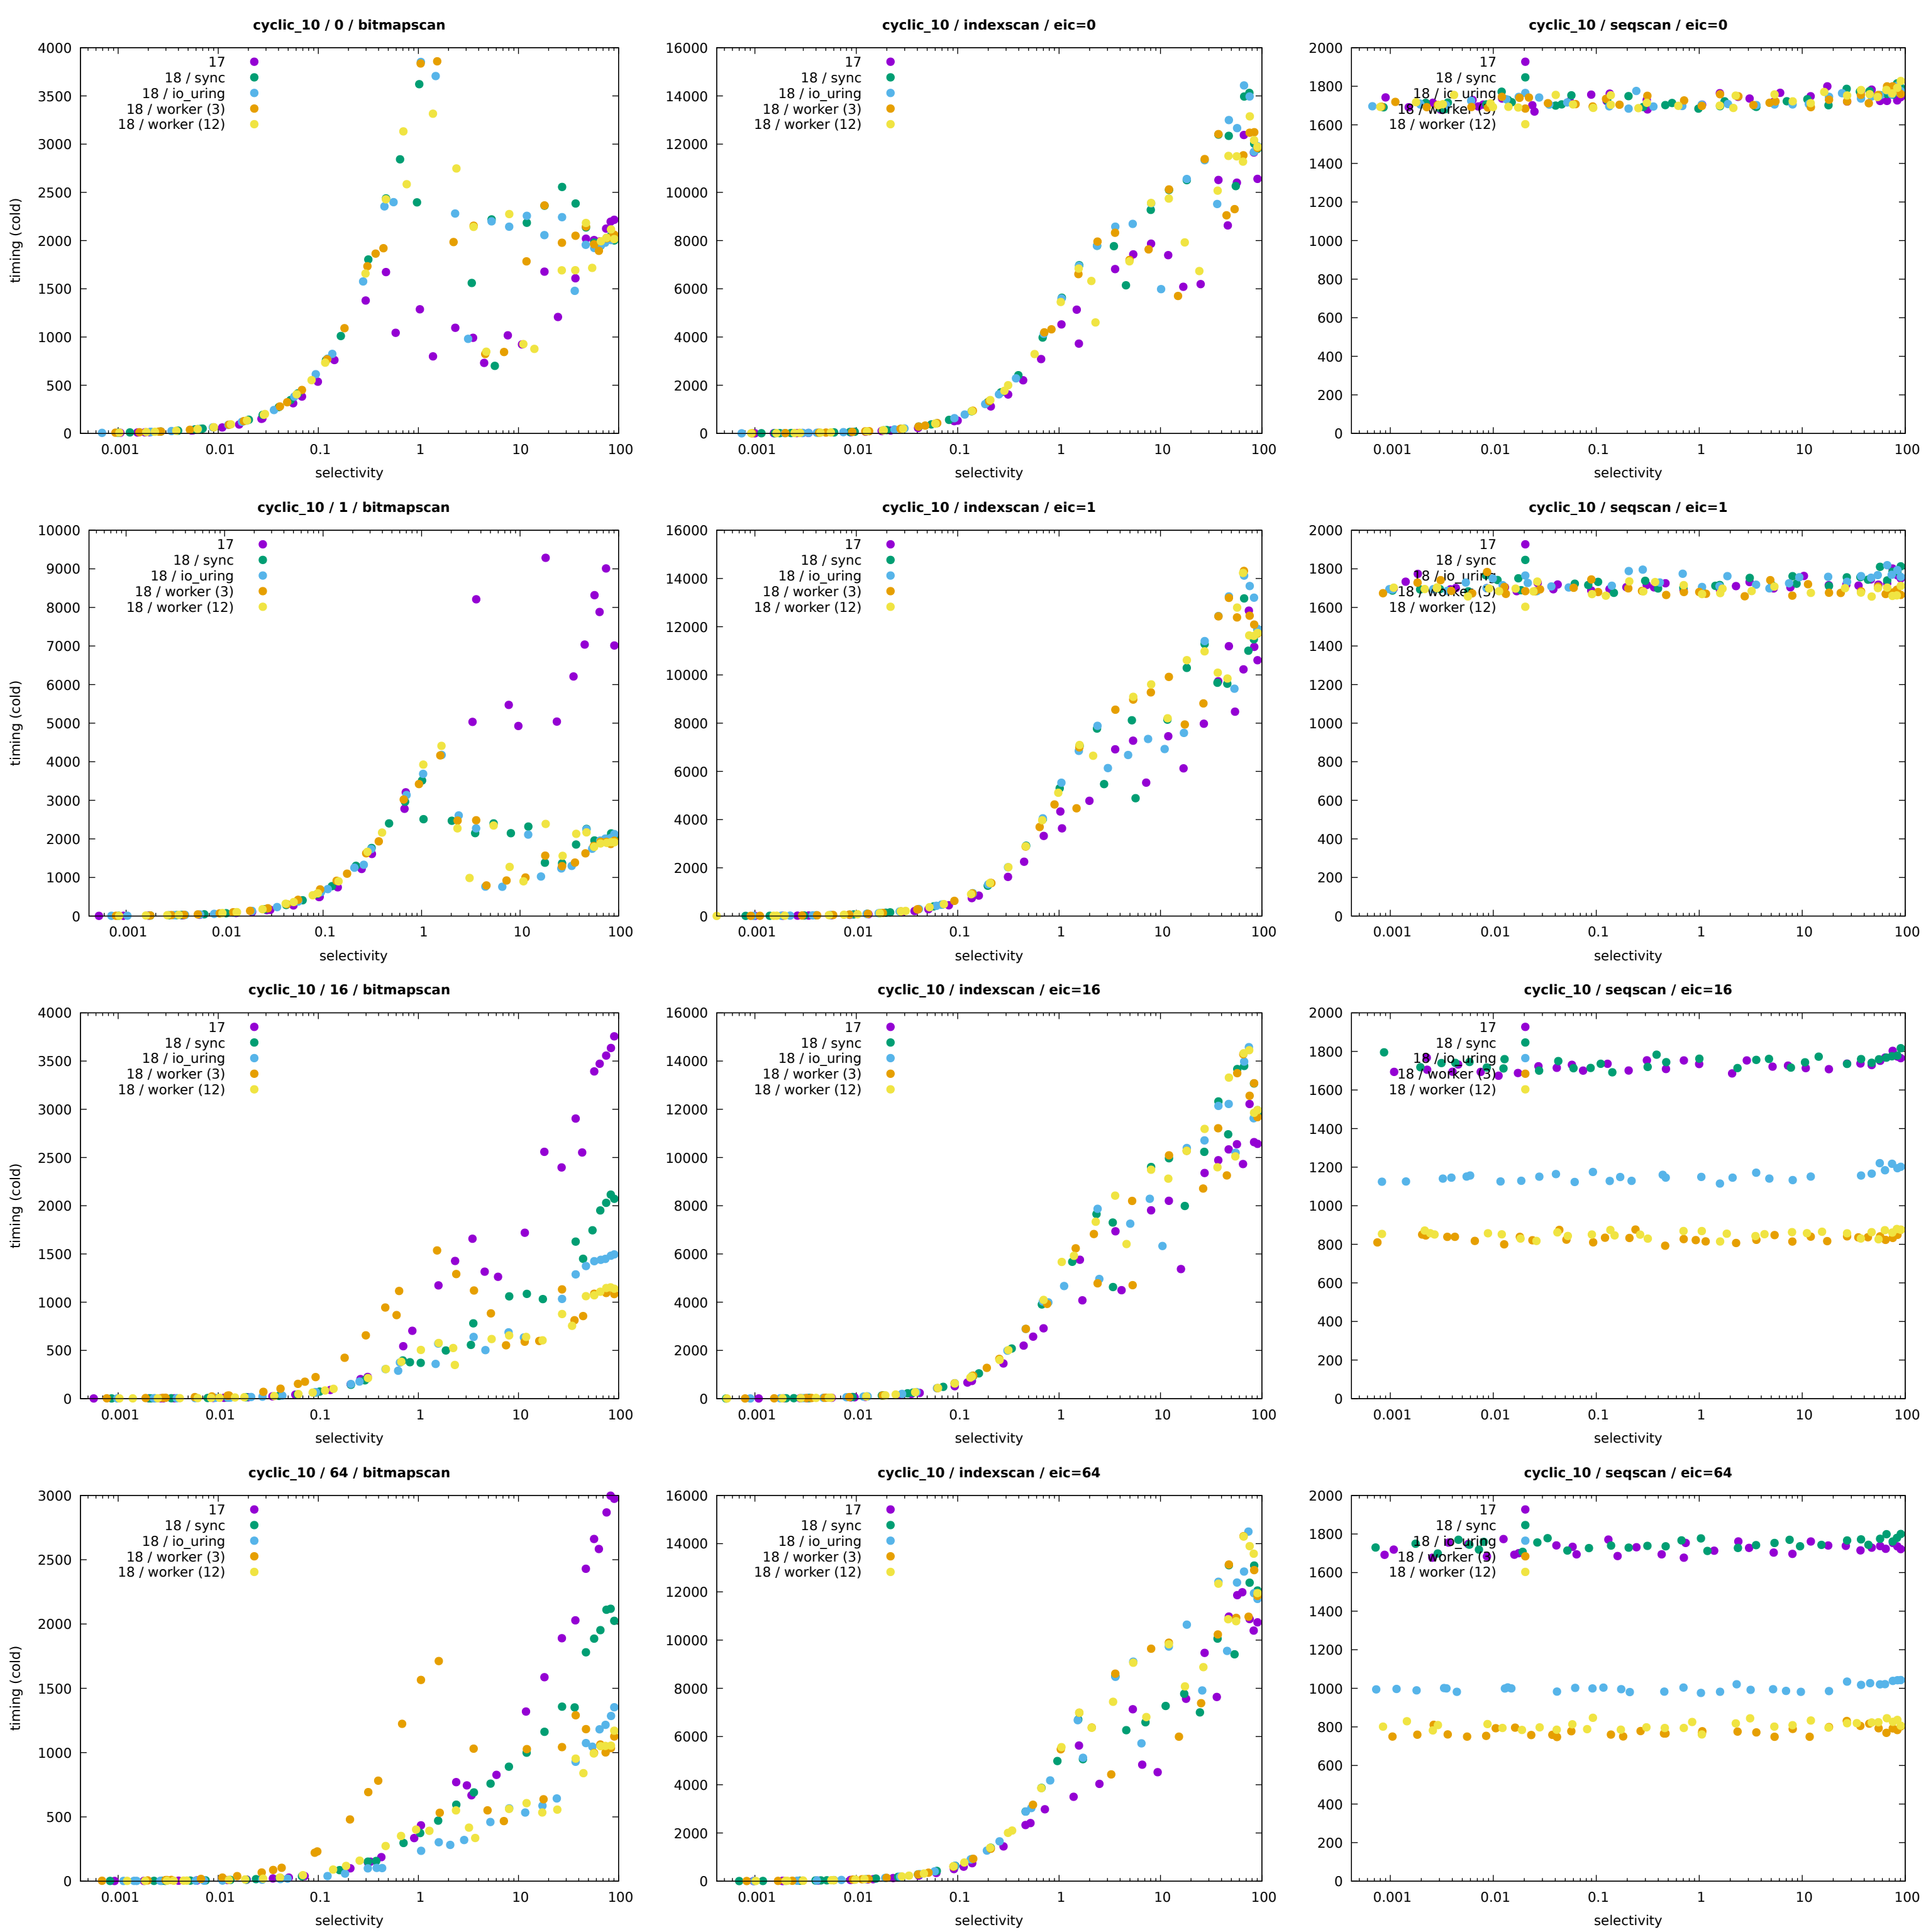 cyclic_10 / 0 / bitmapscan
timing (cold)
4000
3500
3000
2500
2000
1500
1000
500
0
17
18 / sync
18 / io_uring
18 / worker (3)
18 / worker (12)
0.001 0.01 0.1 1 10 100
selectivity
cyclic_10 / indexscan / eic=0
16000
14000
12000
10000
8000
6000
4000
2000
0
17
18 / sync
18 / io_uring
18 / worker (3)
18 / worker (12)
0.001 0.01 0.1 1 10 100
selectivity
cyclic_10 / seqscan / eic=0
2000
1800
1600
1400
1200
1000
800
600
400
200
0
17
18 / sync
18 / io_uring
18 / worker (3)
18 / worker (12)
0.001 0.01 0.1 1 10 100
selectivity
cyclic_10 / 1 / bitmapscan
timing (cold)
10000
9000
8000
7000
6000
5000
4000
3000
2000
1000
0
17
18 / sync
18 / io_uring
18 / worker (3)
18 / worker (12)
0.001 0.01 0.1 1 10 100
selectivity
cyclic_10 / indexscan / eic=1
16000
14000
12000
10000
8000
6000
4000
2000
0
17
18 / sync
18 / io_uring
18 / worker (3)
18 / worker (12)
0.001 0.01 0.1 1 10 100
selectivity
cyclic_10 / seqscan / eic=1
2000
1800
1600
1400
1200
1000
800
600
400
200
0
17
18 / sync
18 / io_uring
18 / worker (3)
18 / worker (12)
0.001 0.01 0.1 1 10 100
selectivity
cyclic_10 / 16 / bitmapscan
timing (cold)
4000
3500
3000
2500
2000
1500
1000
500
0
17
18 / sync
18 / io_uring
18 / worker (3)
18 / worker (12)
0.001 0.01 0.1 1 10 100
selectivity
cyclic_10 / indexscan / eic=16
16000
14000
12000
10000
8000
6000
4000
2000
0
17
18 / sync
18 / io_uring
18 / worker (3)
18 / worker (12)
0.001 0.01 0.1 1 10 100
selectivity
cyclic_10 / seqscan / eic=16
2000
1800
1600
1400
1200
1000
800
600
400
200
0
17
18 / sync
18 / io_uring
18 / worker (3)
18 / worker (12)
0.001 0.01 0.1 1 10 100
selectivity
cyclic_10 / 64 / bitmapscan
timing (cold)
3000
2500
2000
1500
1000
500
0
17
18 / sync
18 / io_uring
18 / worker (3)
18 / worker (12)
0.001 0.01 0.1 1 10 100
selectivity
cyclic_10 / indexscan / eic=64
16000
14000
12000
10000
8000
6000
4000
2000
0
17
18 / sync
18 / io_uring
18 / worker (3)
18 / worker (12)
0.001 0.01 0.1 1 10 100
selectivity
cyclic_10 / seqscan / eic=64
2000
1800
1600
1400
1200
1000
800
600
400
200
0
17
18 / sync
18 / io_uring
18 / worker (3)
18 / worker (12)
0.001 0.01 0.1 1 10 100
selectivity